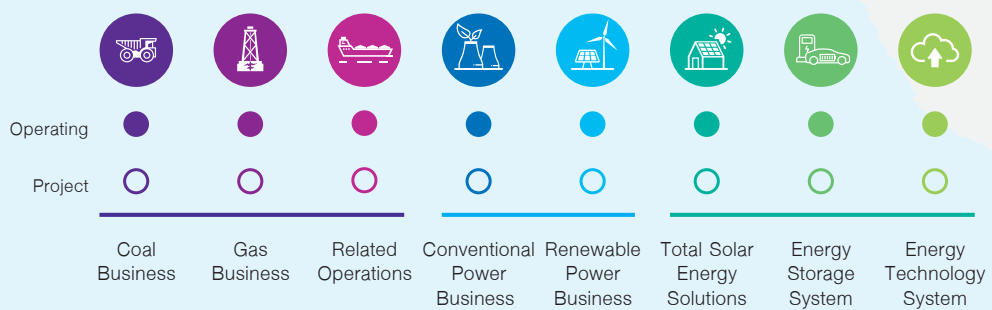 Operating
Project
Coal
Business
Gas
Business
Related
Operations
Conventional
Power
Business
Renewable
Power
Business
Total Solar
Energy
Solutions
Energy
Storage
System
Energy
Technology
System